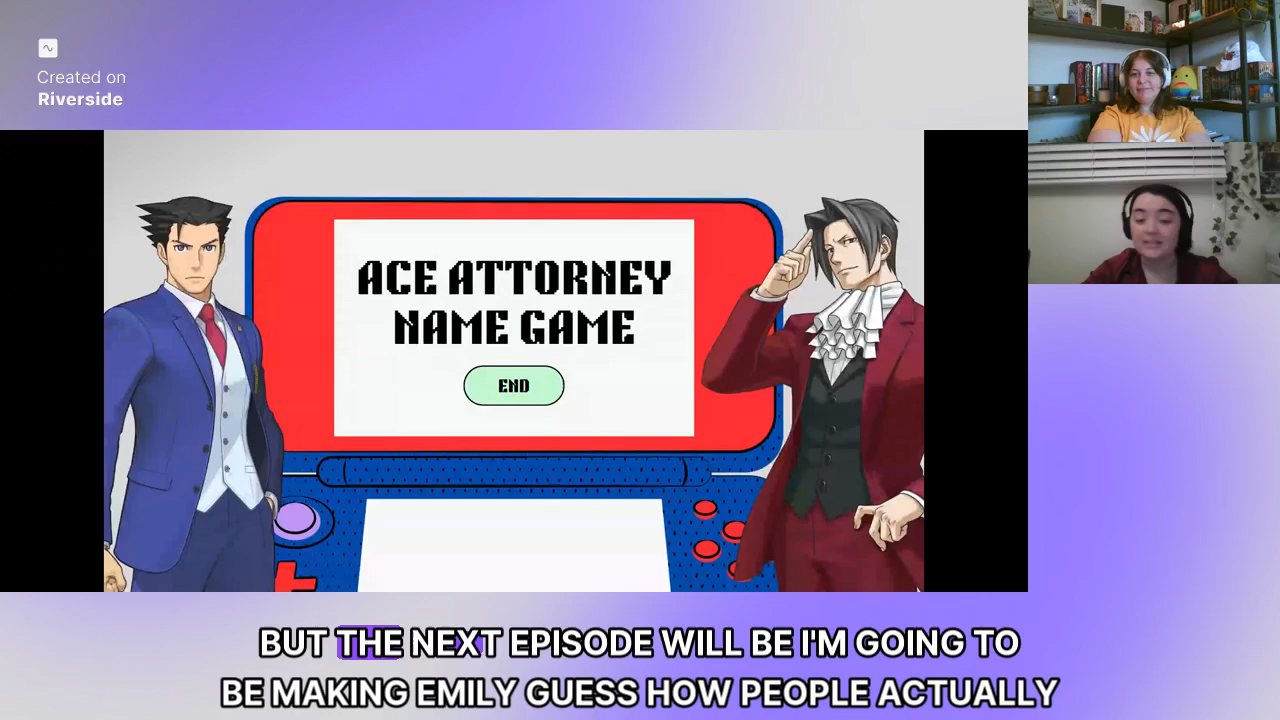 Created on
Riverside
ACE ATTORNEY
NAME GAME
END
BUT THE NEXT EPISODE WILL BE I'M GOING TO
BE MAKING EMILY GUESS HOW PEOPLE ACTUALLY